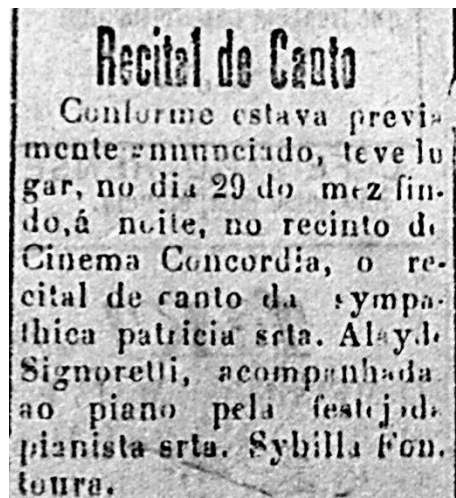 Recital de Canto
Conforme estava previa-
mente annunciado, teve lu
gar, no dia 29 do mez fin-
do,á noite, no recinto do
Cinema Concordia, o re-
cital de canto da sympa-
thica patricia srta. Alayde
Signoretti, acompanhada
ao piano pela festejada
pianista srta. Sybilla Fon.
toura.